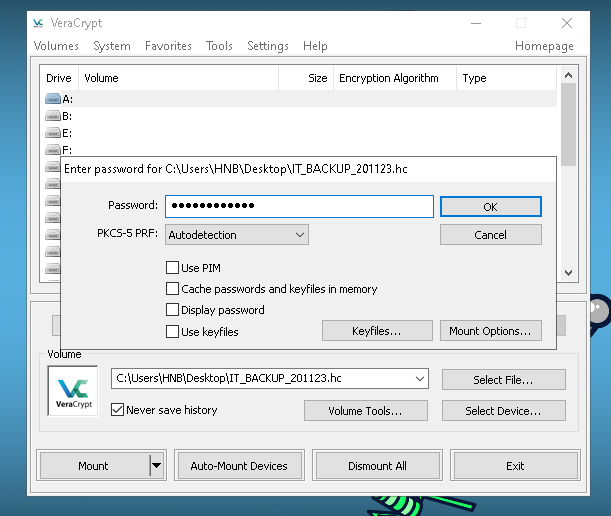 VeraCrypt
Volumes System Favorites Tools Settings Help Homepage
Drive Volume Size Encryption Algorithm Type
A:
B:
E:
F:
Enter password for C:\Users\HNB\Desktop\IT_BACKUP_201123.hc
Password: ●●●●●●●●●●●● OK
PKCS-5 PRF: Autodetection Cancel
Use PIM
Cache passwords and keyfiles in memory
Display password
Use keyfiles Keyfiles... Mount Options...
Volume
VeraCrypt
C:\Users\HNB\Desktop\IT_BACKUP_201123.hc Select File...
Never save history Volume Tools... Select Device...
Mount Auto-Mount Devices Dismount All Exit